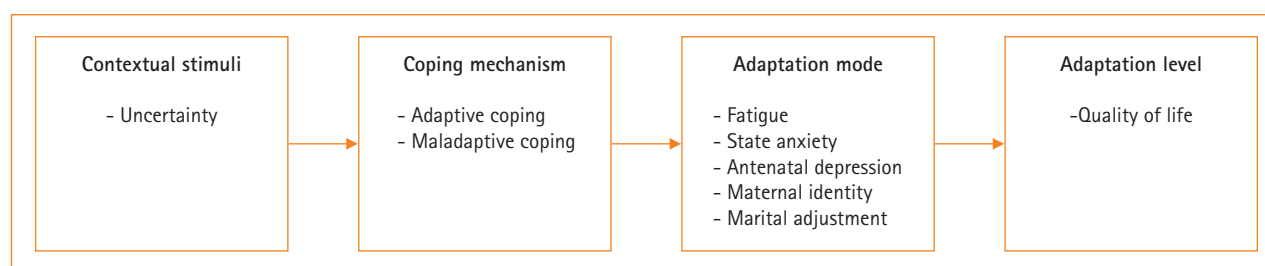 Contextual stimuli
- Uncertainty
Coping mechanism
- Adaptive coping
- Maladaptive coping
Adaptation mode
- Fatigue
- State anxiety
- Antenatal depression
- Maternal identity
- Marital adjustment
Adaptation level
-Quality of life